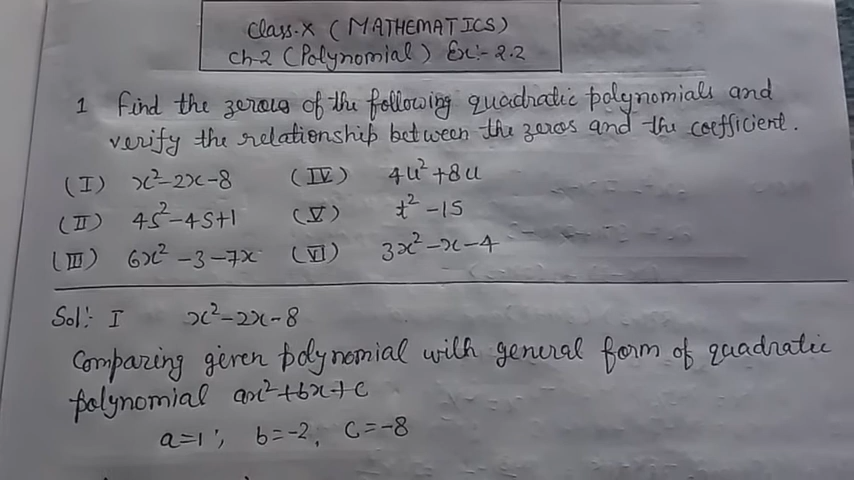 Class-X (MATHEMATICS)
Ch-2 (Polynomial) Ex:- 2.2
1 Find the zeroes of the following quadratic polynomials and
verify the relationship between the zeros and the coefficient.
(I) x²-2x-8 (IV) 4u²+8u
(II) 4s²-4s+1 (V) t²-15
(III) 6x²-3-7x (VI) 3x²-x-4
Sol:- I x²-2x-8
Comparing given polynomial with general form of quadratic
polynomial ax²+bx+c
a=1; b=-2, c=-8